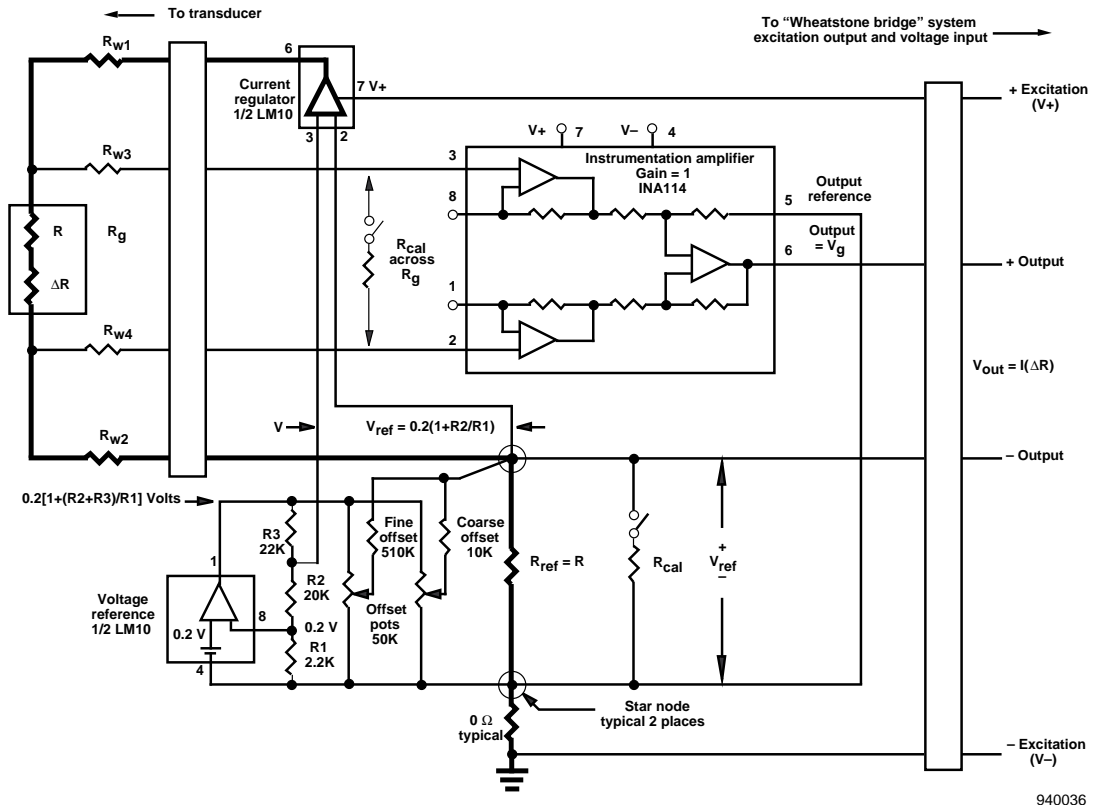 To transducer
To “Wheatstone bridge” system
excitation output and voltage input
Rw1
6
Current
regulator
1/2 LM10
7 V+
+ Excitation
(V+)
3
2
V+
7
V–
4
Rw3
3
Instrumentation amplifier
Gain = 1
INA114
5
Output
reference
8
R
Rg
ΔR
Rcal
across
Rg
Output
= Vg
6
+ Output
1
Rw4
2
Vout = I(ΔR)
V
Vref = 0.2(1+R2/R1)
Rw2
– Output
0.2[1+(R2+R3)/R1] Volts
R3
22K
Fine
offset
510K
Coarse
offset
10K
1
Rref = R
Rcal
+
Vref
–
R2
20K
Voltage
reference
1/2 LM10
8
0.2 V
0.2 V
Offset
pots
50K
R1
2.2K
4
Star node
typical 2 places
0 Ω
typical
– Excitation
(V–)
940036